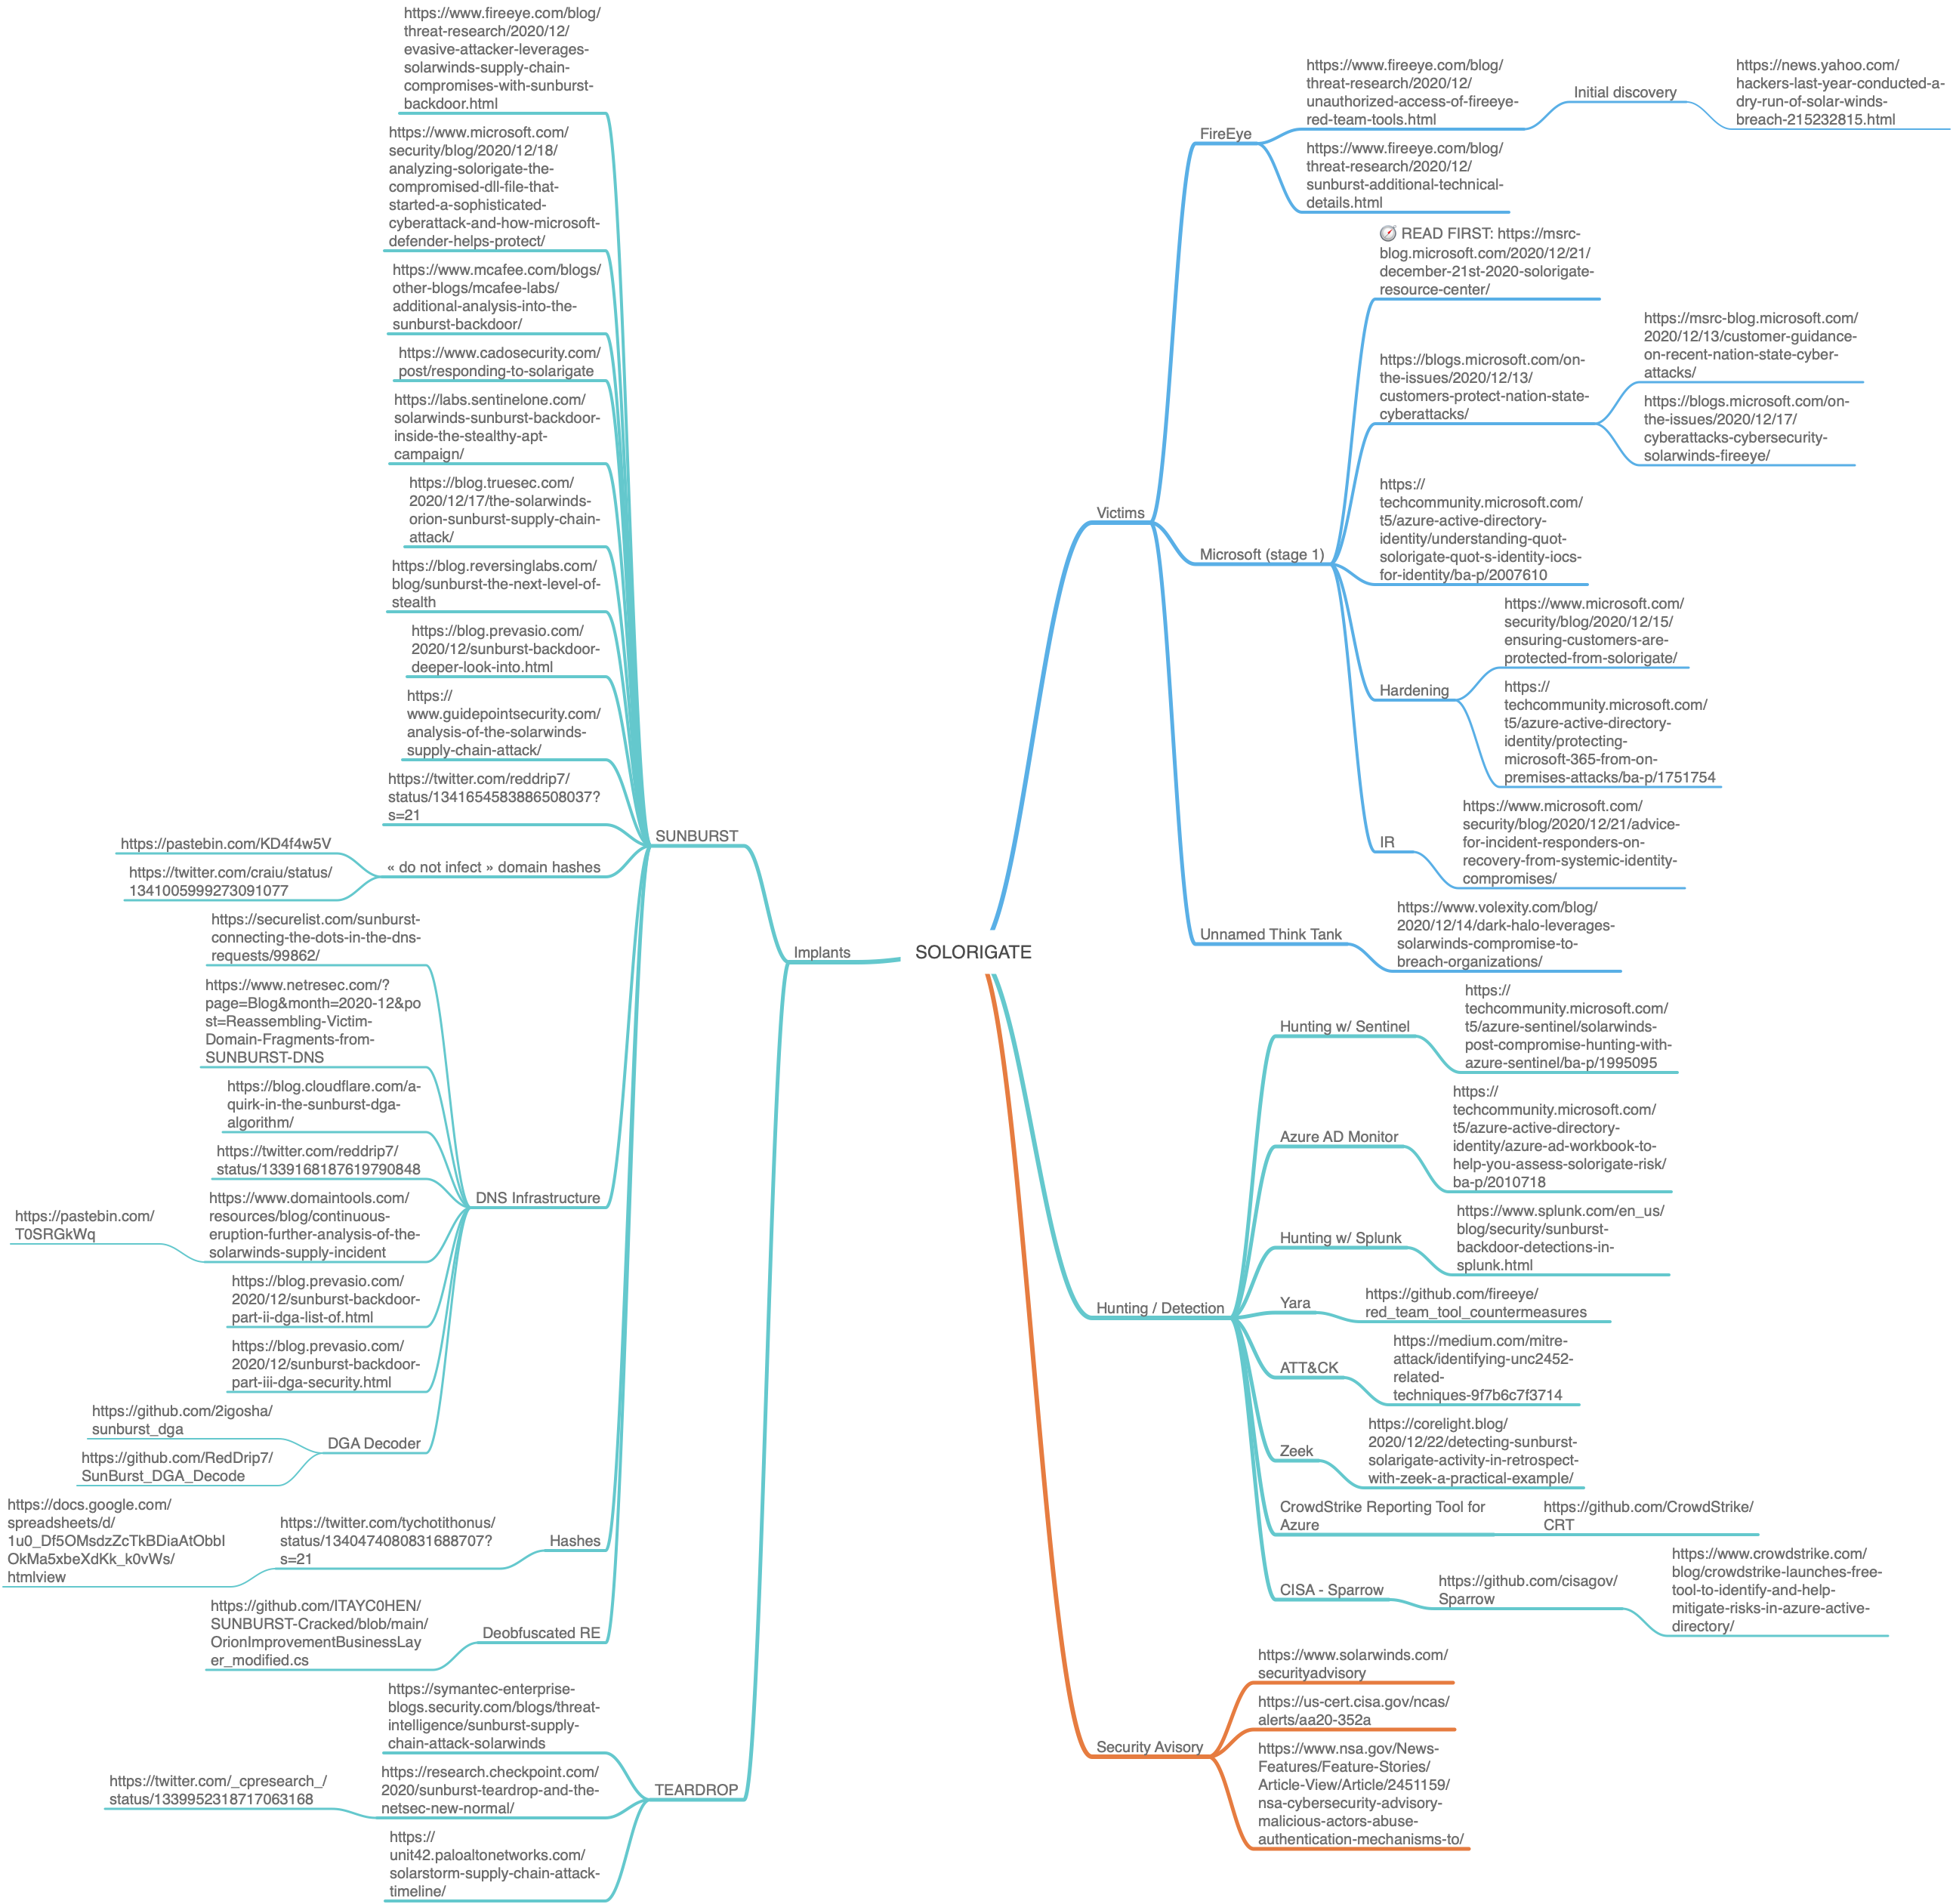 SOLORIGATE
Victims
FireEye
https://www.fireeye.com/blog/
threat-research/2020/12/
unauthorized-access-of-fireeye-
red-team-tools.html
Initial discovery
https://news.yahoo.com/
hackers-last-year-conducted-a-
dry-run-of-solar-winds-
breach-215232815.html
https://www.fireeye.com/blog/
threat-research/2020/12/
sunburst-additional-technical-
details.html
Microsoft (stage 1)
READ FIRST: https://msrc-
blog.microsoft.com/2020/12/21/
december-21st-2020-solorigate-
resource-center/
https://blogs.microsoft.com/on-
the-issues/2020/12/13/
customers-protect-nation-state-
cyberattacks/
https://msrc-blog.microsoft.com/
2020/12/13/customer-guidance-
on-recent-nation-state-cyber-
attacks/
https://blogs.microsoft.com/on-
the-issues/2020/12/17/
cyberattacks-cybersecurity-
solarwinds-fireeye/
https://
techcommunity.microsoft.com/
t5/azure-active-directory-
identity/understanding-quot-
solorigate-quot-s-identity-iocs-
for-identity/ba-p/2007610
Hardening
https://www.microsoft.com/
security/blog/2020/12/15/
ensuring-customers-are-
protected-from-solorigate/
https://
techcommunity.microsoft.com/
t5/azure-active-directory-
identity/protecting-
microsoft-365-from-on-
premises-attacks/ba-p/1751754
IR
https://www.microsoft.com/
security/blog/2020/12/21/advice-
for-incident-responders-on-
recovery-from-systemic-identity-
compromises/
Unnamed Think Tank
https://www.volexity.com/blog/
2020/12/14/dark-halo-leverages-
solarwinds-compromise-to-
breach-organizations/
Hunting / Detection
Hunting w/ Sentinel
https://
techcommunity.microsoft.com/
t5/azure-sentinel/solarwinds-
post-compromise-hunting-with-
azure-sentinel/ba-p/1995095
Azure AD Monitor
https://
techcommunity.microsoft.com/
t5/azure-active-directory-
identity/azure-ad-workbook-to-
help-you-assess-solorigate-risk/
ba-p/2010718
Hunting w/ Splunk
https://www.splunk.com/en_us/
blog/security/sunburst-
backdoor-detections-in-
splunk.html
Yara
https://github.com/fireeye/
red_team_tool_countermeasures
ATT&CK
https://medium.com/mitre-
attack/identifying-unc2452-
related-
techniques-9f7b6c7f3714
Zeek
https://corelight.blog/
2020/12/22/detecting-sunburst-
solarigate-activity-in-retrospect-
with-zeek-a-practical-example/
CrowdStrike Reporting Tool for
Azure
https://github.com/CrowdStrike/
CRT
CISA - Sparrow
https://github.com/cisagov/
Sparrow
https://www.crowdstrike.com/
blog/crowdstrike-launches-free-
tool-to-identify-and-help-
mitigate-risks-in-azure-active-
directory/
Security Avisory
https://www.solarwinds.com/
securityadvisory
https://us-cert.cisa.gov/ncas/
alerts/aa20-352a
https://www.nsa.gov/News-
Features/Feature-Stories/
Article-View/Article/2451159/
nsa-cybersecurity-advisory-
malicious-actors-abuse-
authentication-mechanisms-to/
Implants
SUNBURST
https://www.fireeye.com/blog/
threat-research/2020/12/
evasive-attacker-leverages-
solarwinds-supply-chain-
compromises-with-sunburst-
backdoor.html
https://www.microsoft.com/
security/blog/2020/12/18/
analyzing-solorigate-the-
compromised-dll-file-that-
started-a-sophisticated-
cyberattack-and-how-microsoft-
defender-helps-protect/
https://www.mcafee.com/blogs/
other-blogs/mcafee-labs/
additional-analysis-into-the-
sunburst-backdoor/
https://www.cadosecurity.com/
post/responding-to-solarigate
https://labs.sentinelone.com/
solarwinds-sunburst-backdoor-
inside-the-stealthy-apt-
campaign/
https://blog.truesec.com/
2020/12/17/the-solarwinds-
orion-sunburst-supply-chain-
attack/
https://blog.reversinglabs.com/
blog/sunburst-the-next-level-of-
stealth
https://blog.prevasio.com/
2020/12/sunburst-backdoor-
deeper-look-into.html
https://
www.guidepointsecurity.com/
analysis-of-the-solarwinds-
supply-chain-attack/
https://twitter.com/reddrip7/
status/1341654583886508037?
s=21
« do not infect » domain hashes
https://pastebin.com/KD4f4w5V
https://twitter.com/craiu/status/
1341005999273091077
DNS Infrastructure
https://securelist.com/sunburst-
connecting-the-dots-in-the-dns-
requests/99862/
https://www.netresec.com/?
page=Blog&month=2020-12&po
st=Reassembling-Victim-
Domain-Fragments-from-
SUNBURST-DNS
https://blog.cloudflare.com/a-
quirk-in-the-sunburst-dga-
algorithm/
https://twitter.com/reddrip7/
status/1339168187619790848
https://www.domaintools.com/
resources/blog/continuous-
eruption-further-analysis-of-the-
solarwinds-supply-incident
https://pastebin.com/
T0SRGkWq
https://blog.prevasio.com/
2020/12/sunburst-backdoor-
part-ii-dga-list-of.html
https://blog.prevasio.com/
2020/12/sunburst-backdoor-
part-iii-dga-security.html
DGA Decoder
https://github.com/2igosha/
sunburst_dga
https://github.com/RedDrip7/
SunBurst_DGA_Decode
Hashes
https://twitter.com/tychotithonus/
status/1340474080831688707?
s=21
https://docs.google.com/
spreadsheets/d/
1u0_Df5OMsdzZcTkBDiaAtObbI
OkMa5xbeXdKk_k0vWs/
htmlview
Deobfuscated RE
https://github.com/ITAYC0HEN/
SUNBURST-Cracked/blob/main/
OrionImprovementBusinessLay
er_modified.cs
TEARDROP
https://symantec-enterprise-
blogs.security.com/blogs/threat-
intelligence/sunburst-supply-
chain-attack-solarwinds
https://research.checkpoint.com/
2020/sunburst-teardrop-and-the-
netsec-new-normal/
https://twitter.com/_cpresearch_/
status/1339952318717063168
https://
unit42.paloaltonetworks.com/
solarstorm-supply-chain-attack-
timeline/